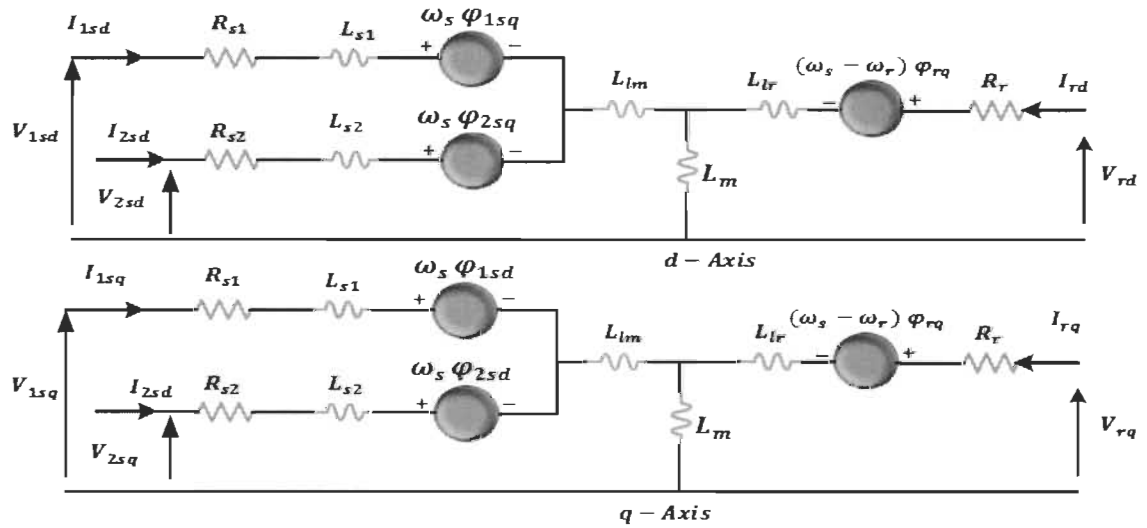 I1sd Rs1 Ls1 ωs φ1sq
+ −
Llm Llr (ωs − ωr) φrq Rr Ird
− +
V1sd I2sd Rs2 Ls2 ωs φ2sq
+ −
V2sd Lm Vrd
d − Axis
I1sq Rs1 Ls1 ωs φ1sd
+ −
Llm Llr (ωs − ωr) φrq Rr Irq
− +
V1sq I2sd Rs2 Ls2 ωs φ2sd
+ −
V2sq Lm Vrq
q − Axis